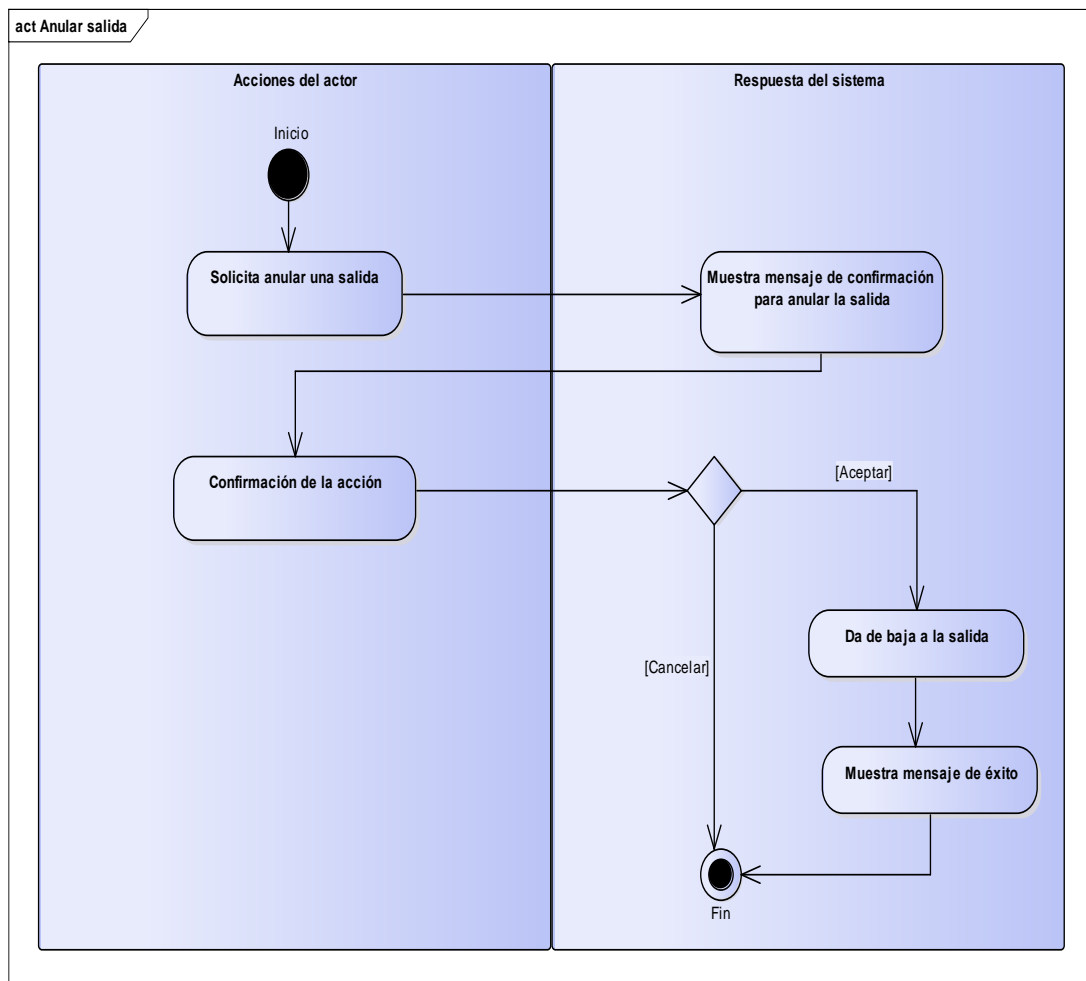 act Anular salida
Acciones del actor
Respuesta del sistema
Inicio
Solicita anular una salida
Muestra mensaje de confirmación
para anular la salida
Confirmación de la acción
[Aceptar]
Da de baja a la salida
[Cancelar]
Muestra mensaje de éxito
Fin